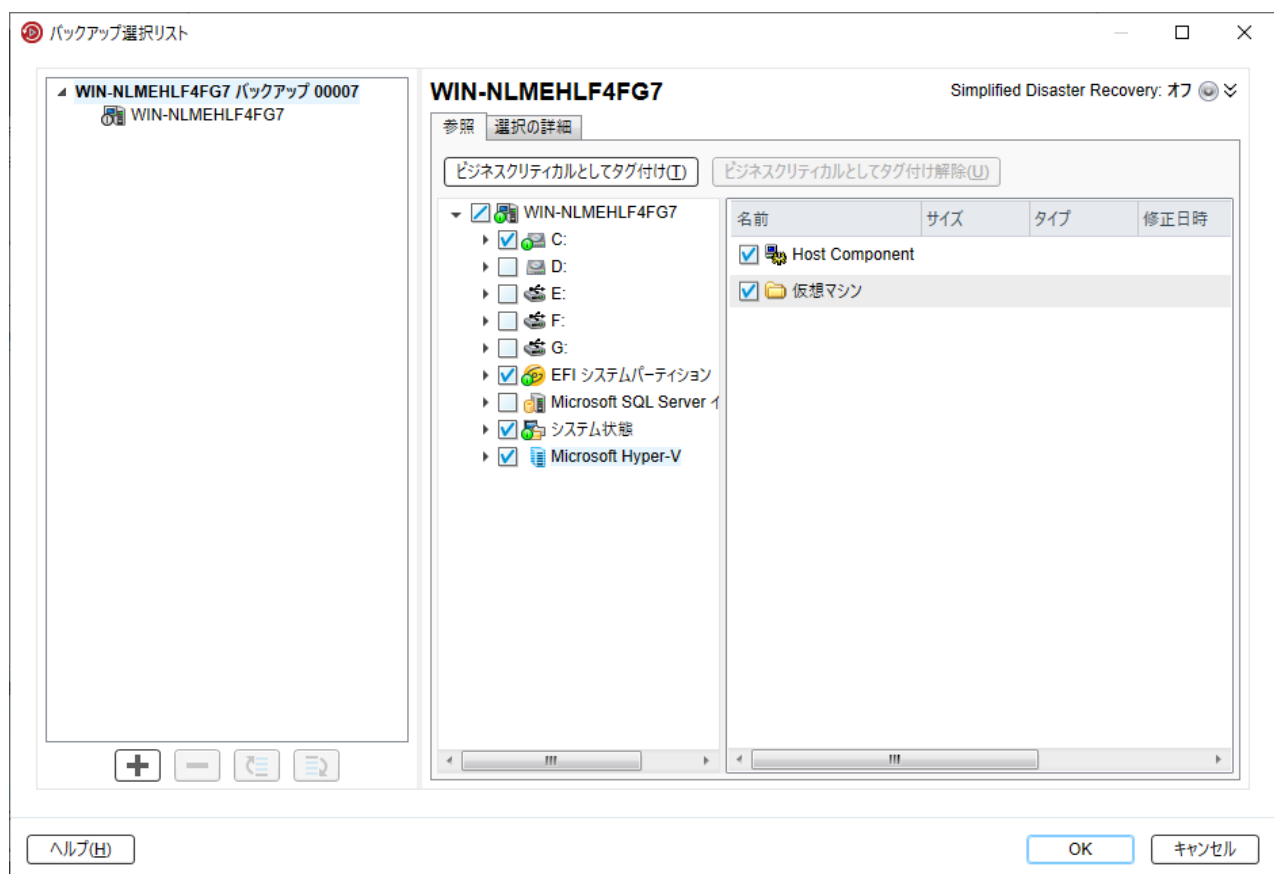 バックアップ選択リスト
WIN-NLMEHLF4FG7 バックアップ 00007
WIN-NLMEHLF4FG7
WIN-NLMEHLF4FG7
Simplified Disaster Recovery: オフ
参照
選択の詳細
ビジネスクリティカルとしてタグ付け(T)
ビジネスクリティカルとしてタグ付け解除(U)
WIN-NLMEHLF4FG7
C:
D:
E:
F:
G:
EFI システムパーティション
Microsoft SQL Server イ
システム状態
Microsoft Hyper-V
名前
サイズ
タイプ
修正日時
Host Component
仮想マシン
ヘルプ(H)
OK
キャンセル